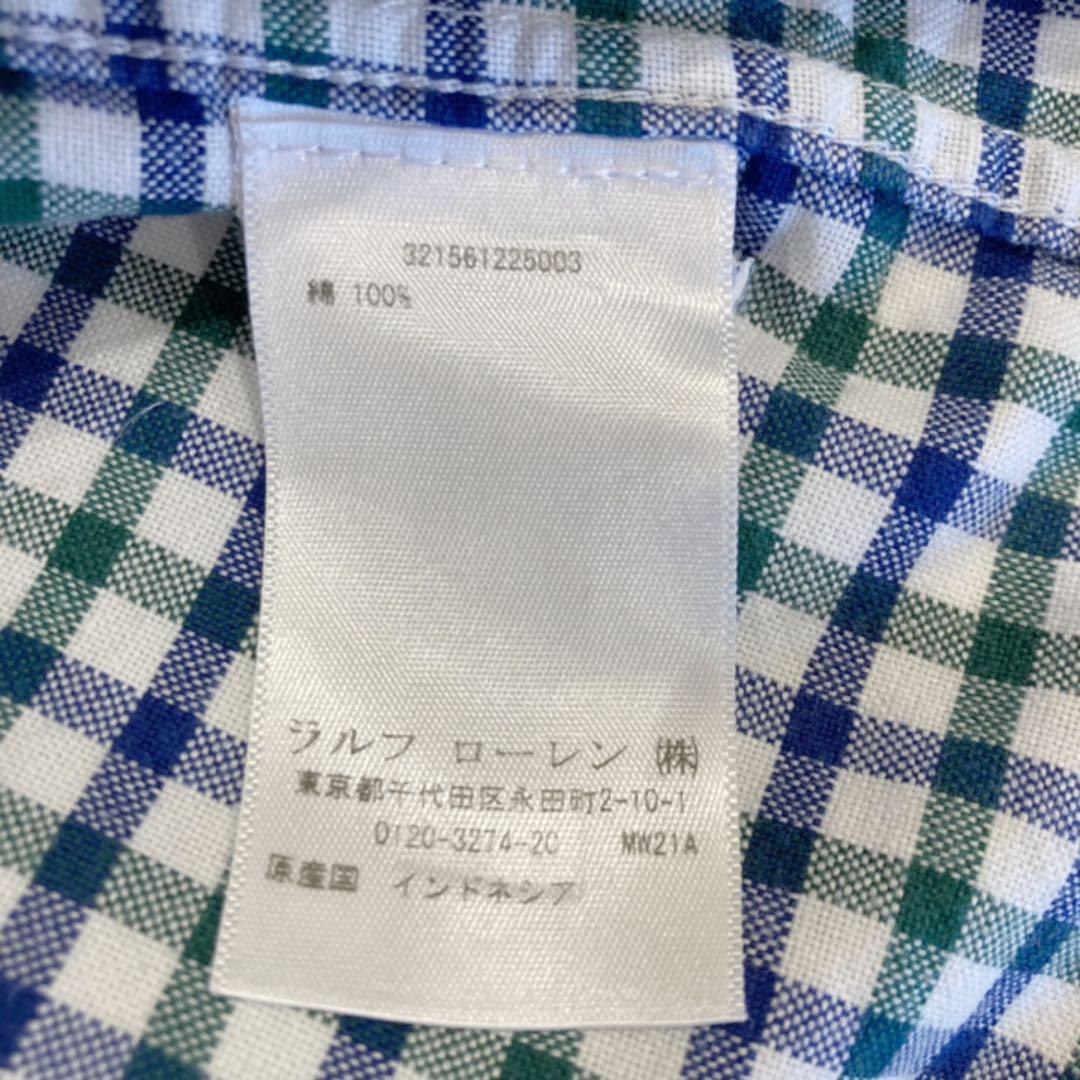 321561225003
綿 100%
ラルフ ローレン ㈱
東京都千代田区永田町2-10-1
0120-3274-20 MW21A
原産国 インドネシア